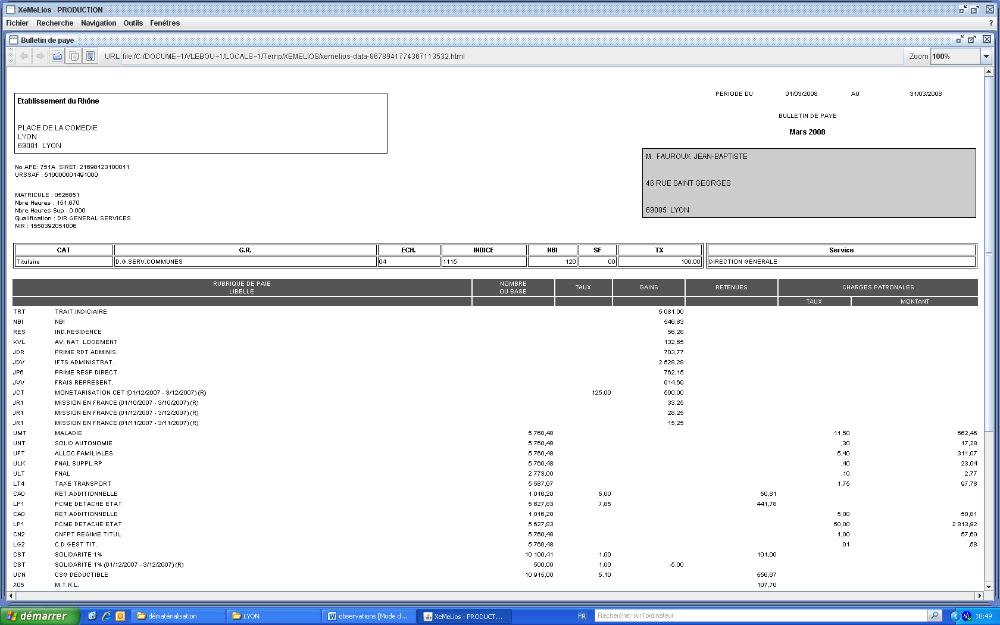 XeMeLios - PRODUCTION
Fichier Recherche Navigation Outils Fenêtres ?
Bulletin de paye
URL file:/C:/DOCUME~1/VLEBOU~1/LOCALS~1/Temp/XEMELIOS/xemelios-data-8678941774367113532.html Zoom 100%
PERIODE DU 01/03/2008 AU 31/03/2008
Etablissement du Rhône
BULLETIN DE PAYE
PLACE DE LA COMEDIE
Mars 2008
LYON
69001 LYON
M. FAUROUX JEAN-BAPTISTE
No APE: 751A SIRET: 21690123100011
URSSAF : 510000001491000
46 RUE SAINT GEORGES
MATRICULE : 0526851
Nbre Heures : 151.670
Nbre Heures Sup : 0.000
69005 LYON
Qualification : DIR.GENERAL SERVICES
NIR : 1550392051006
CAT G.R. ECH. INDICE NBI SF TX Service
Titulaire D.G.SERV.COMMUNES 04 1115 120 00 100.00 DIRECTION GENERALE
RUBRIQUE DE PAIE NOMBRE TAUX GAINS RETENUES CHARGES PATRONALES
LIBELLE OU BASE
TAUX MONTANT
TRT TRAIT.INDICIAIRE 5 081,00
NBI NBI 546,83
RES IND.RESIDENCE 56,28
KVL AV. NAT. LOGEMENT 132,65
JDR PRIME RDT ADMINIS. 703,77
JDV IFTS ADMINISTRAT. 2 528,28
JP6 PRIME RESP DIRECT 762,15
JVV FRAIS REPRESENT. 914,69
JCT MONETARISATION CET (01/12/2007 - 3/12/2007) (R) 125,00 500,00
JR1 MISSION EN FRANCE (01/10/2007 - 3/10/2007) (R) 33,25
JR1 MISSION EN FRANCE (01/12/2007 - 3/12/2007) (R) 28,25
JR1 MISSION EN FRANCE (01/11/2007 - 3/11/2007) (R) 15,25
UMT MALADIE 5 760,48 11,50 662,46
UNT SOLID.AUTONOMIE 5 760,48 ,30 17,28
UFT ALLOC.FAMILIALES 5 760,48 5,40 311,07
ULK FNAL SUPPL RP 5 760,48 ,40 23,04
ULT FNAL 2 773,00 ,10 2,77
LT4 TAXE TRANSPORT 5 587,67 1,75 97,78
CA0 RET.ADDITIONNELLE 1 016,20 5,00 50,81
LP1 PCME DETACHE ETAT 5 627,83 7,85 441,78
CA0 RET.ADDITIONNELLE 1 016,20 5,00 50,81
LP1 PCME DETACHE ETAT 5 627,83 50,00 2 813,92
CN2 CNFPT REGIME TITUL 5 760,48 1,00 57,60
LG2 C.D.GEST TIT. 5 760,48 ,01 ,58
CST SOLIDARITE 1% 10 100,41 1,00 101,00
CST SOLIDARITE 1% (01/12/2007 - 3/12/2007) (R) 500,00 1,00 -5,00
UCN CSG DEDUCTIBLE 10 915,00 5,10 556,67
X05 M.T.R.L. 107,70
démarrer dématérialisation LYON observations [Mode d... XeMeLios - PRODUCT... FR Rechercher sur l'ordinateur 10:49